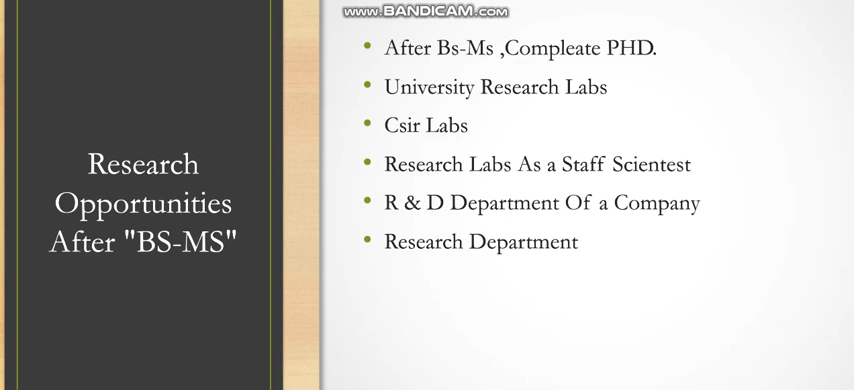 www.BANDICAM.com
Research
Opportunities
After "BS-MS"
After Bs-Ms ,Compleate PHD.
University Research Labs
Csir Labs
Research Labs As a Staff Scientest
R & D Department Of a Company
Research Department